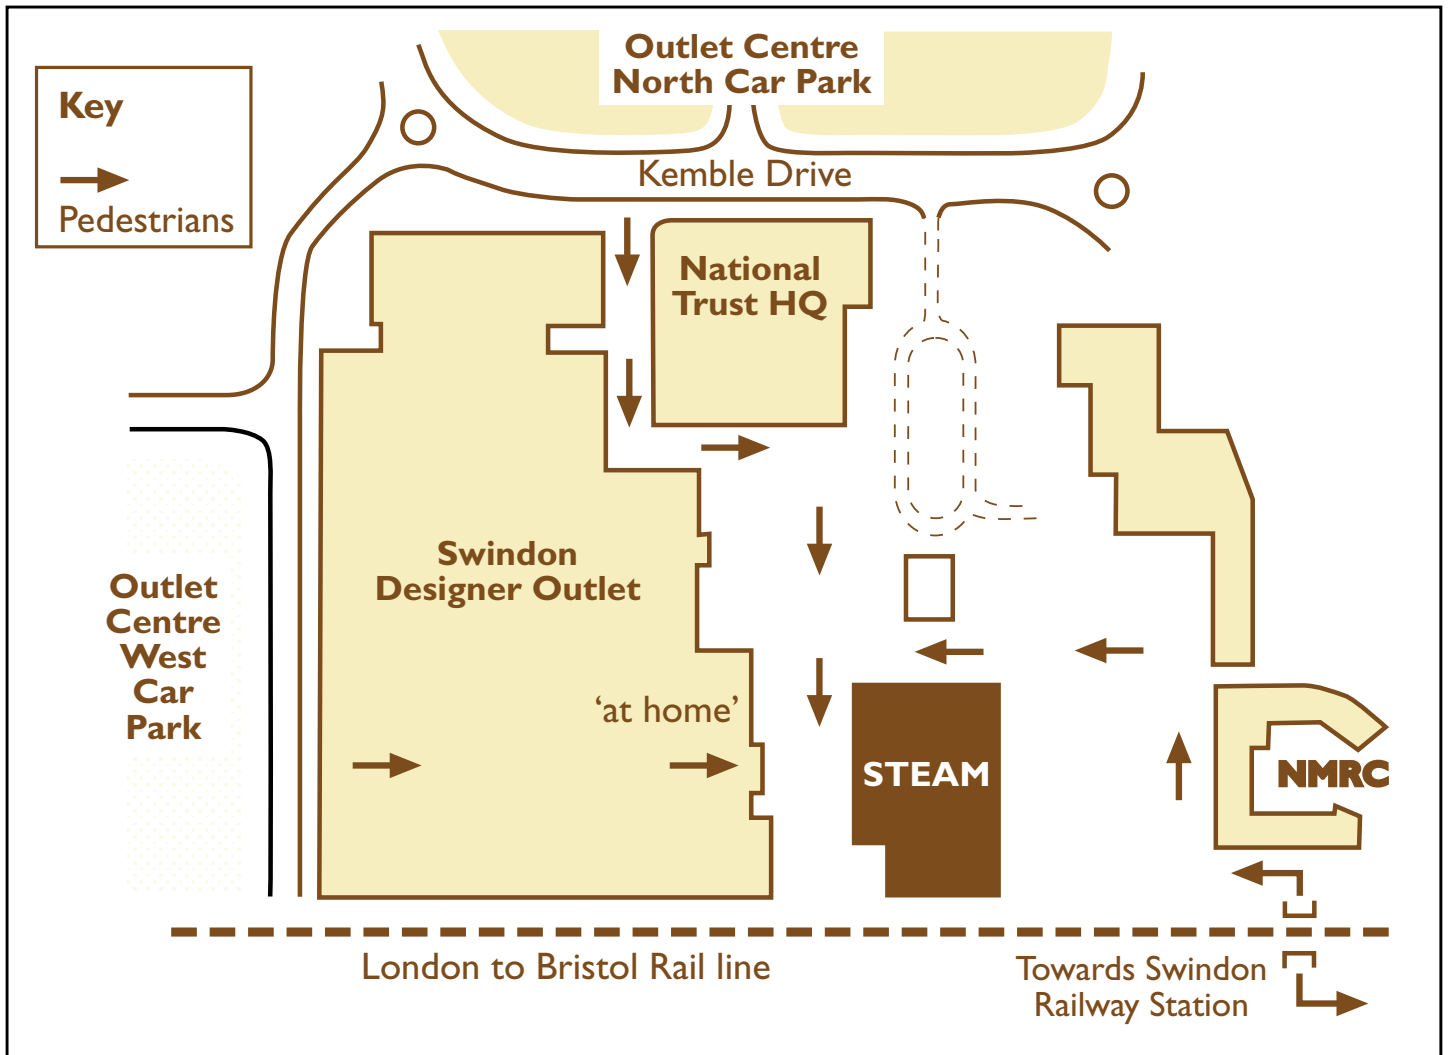 Outlet Centre
North Car Park
Key
Pedestrians
Kemble Drive
National
Trust HQ
Swindon
Designer Outlet
Outlet
Centre
West
Car
Park
‘at home’
STEAM
NMRC
London to Bristol Rail line
Towards Swindon
Railway Station